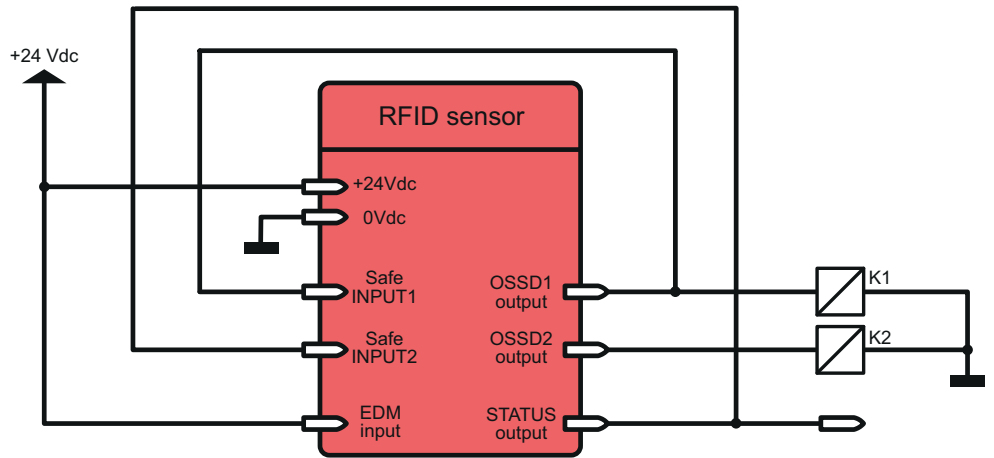 +24 Vdc
RFID sensor
+24Vdc
0Vdc
Safe
INPUT1
OSSD1
output
K1
Safe
INPUT2
OSSD2
output
K2
EDM
input
STATUS
output